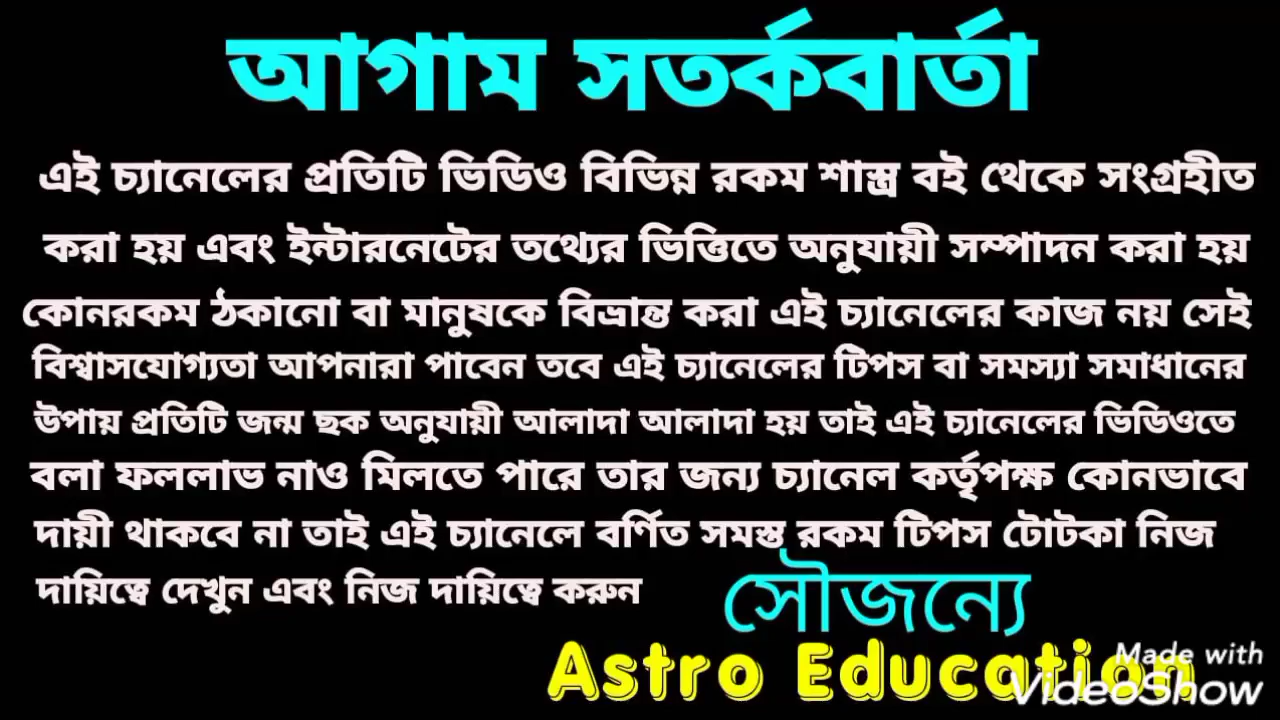 আগাম সতর্কবার্তা
এই চ্যানেলের প্রতিটি ভিডিও বিভিন্ন রকম শাস্ত্র বই থেকে সংগ্রহীত
করা হয় এবং ইন্টারনেটের তথ্যের ভিত্তিতে অনুযায়ী সম্পাদন করা হয়
কোনরকম ঠকানো বা মানুষকে বিভ্রান্ত করা এই চ্যানেলের কাজ নয় সেই
বিশ্বাসযোগ্যতা আপনারা পাবেন তবে এই চ্যানেলের টিপস বা সমস্যা সমাধানের
উপায় প্রতিটি জন্ম ছক অনুযায়ী আলাদা আলাদা হয় তাই এই চ্যানেলের ভিডিওতে
বলা ফললাভ নাও মিলতে পারে তার জন্য চ্যানেল কর্তৃপক্ষ কোনভাবে
দায়ী থাকবে না তাই এই চ্যানেলে বর্ণিত সমস্ত রকম টিপস টোটকা নিজ
দায়িত্বে দেখুন এবং নিজ দায়িত্বে করুন
সৌজন্যে
Astro Education
Made with
VideoShow